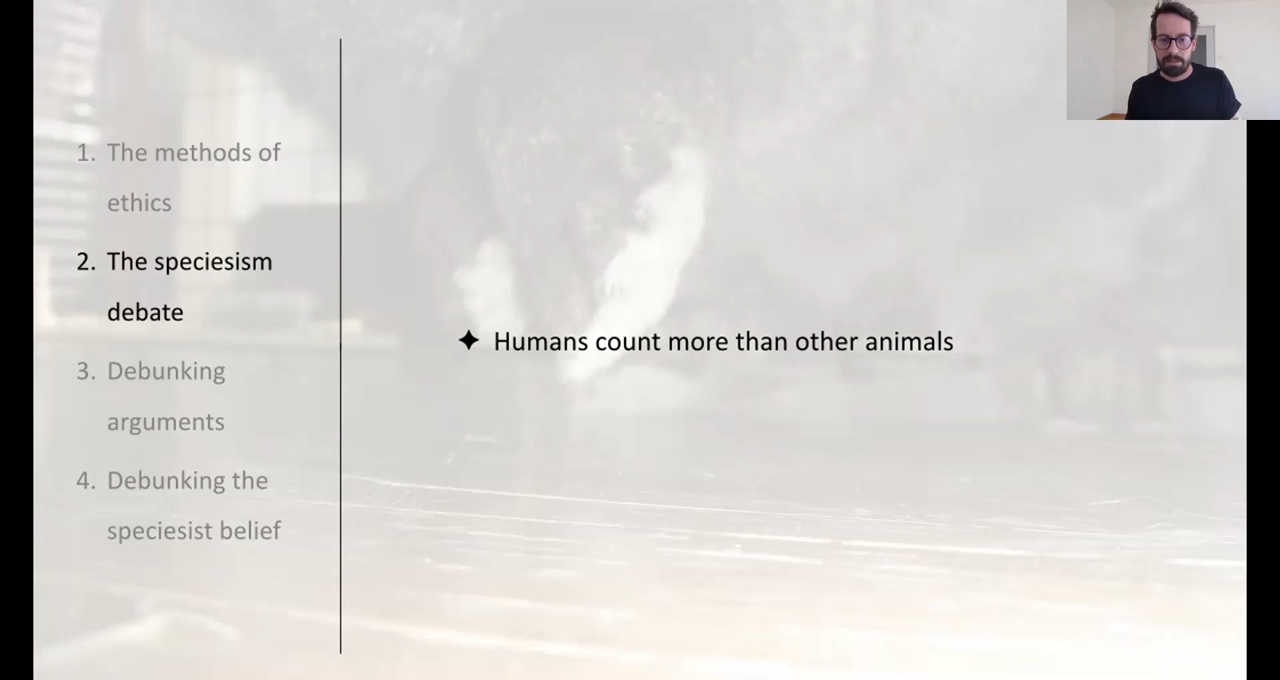 1. The methods of
ethics
2. The speciesism
debate
3. Debunking
arguments
4. Debunking the
speciesist belief
✦ Humans count more than other animals